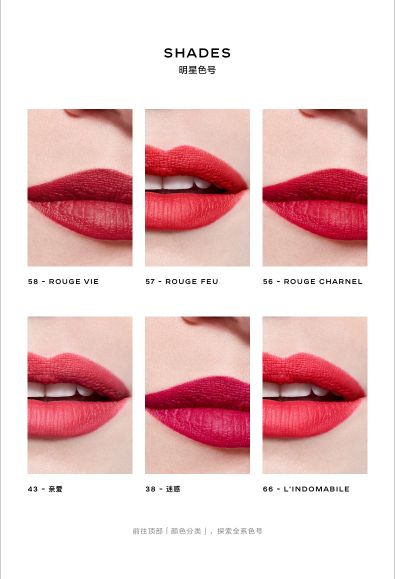 SHADES
明星色号
58 - ROUGE VIE
57 - ROUGE FEU
56 - ROUGE CHARNEL
43 - 亲爱
38 - 迷惑
66 - L'INDOMABILE
前往顶部「颜色分类」，探索全系色号